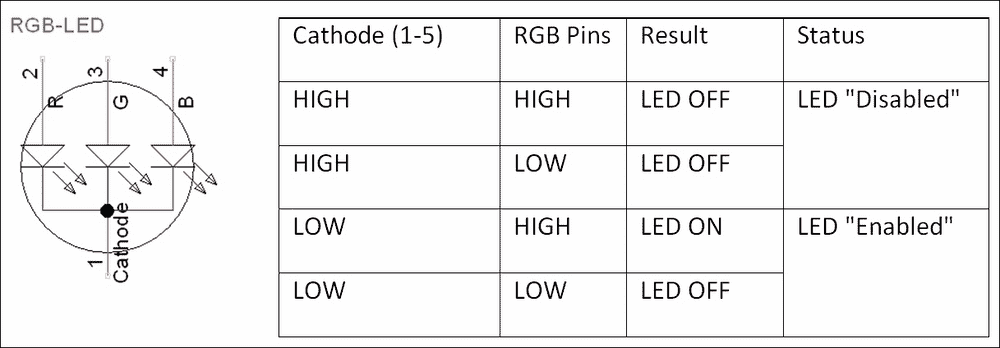 RGB-LED
2 3 4
R G B
1 Cathode
Cathode (1-5) RGB Pins Result Status
HIGH HIGH LED OFF LED "Disabled"
HIGH LOW LED OFF
LOW HIGH LED ON LED "Enabled"
LOW LOW LED OFF